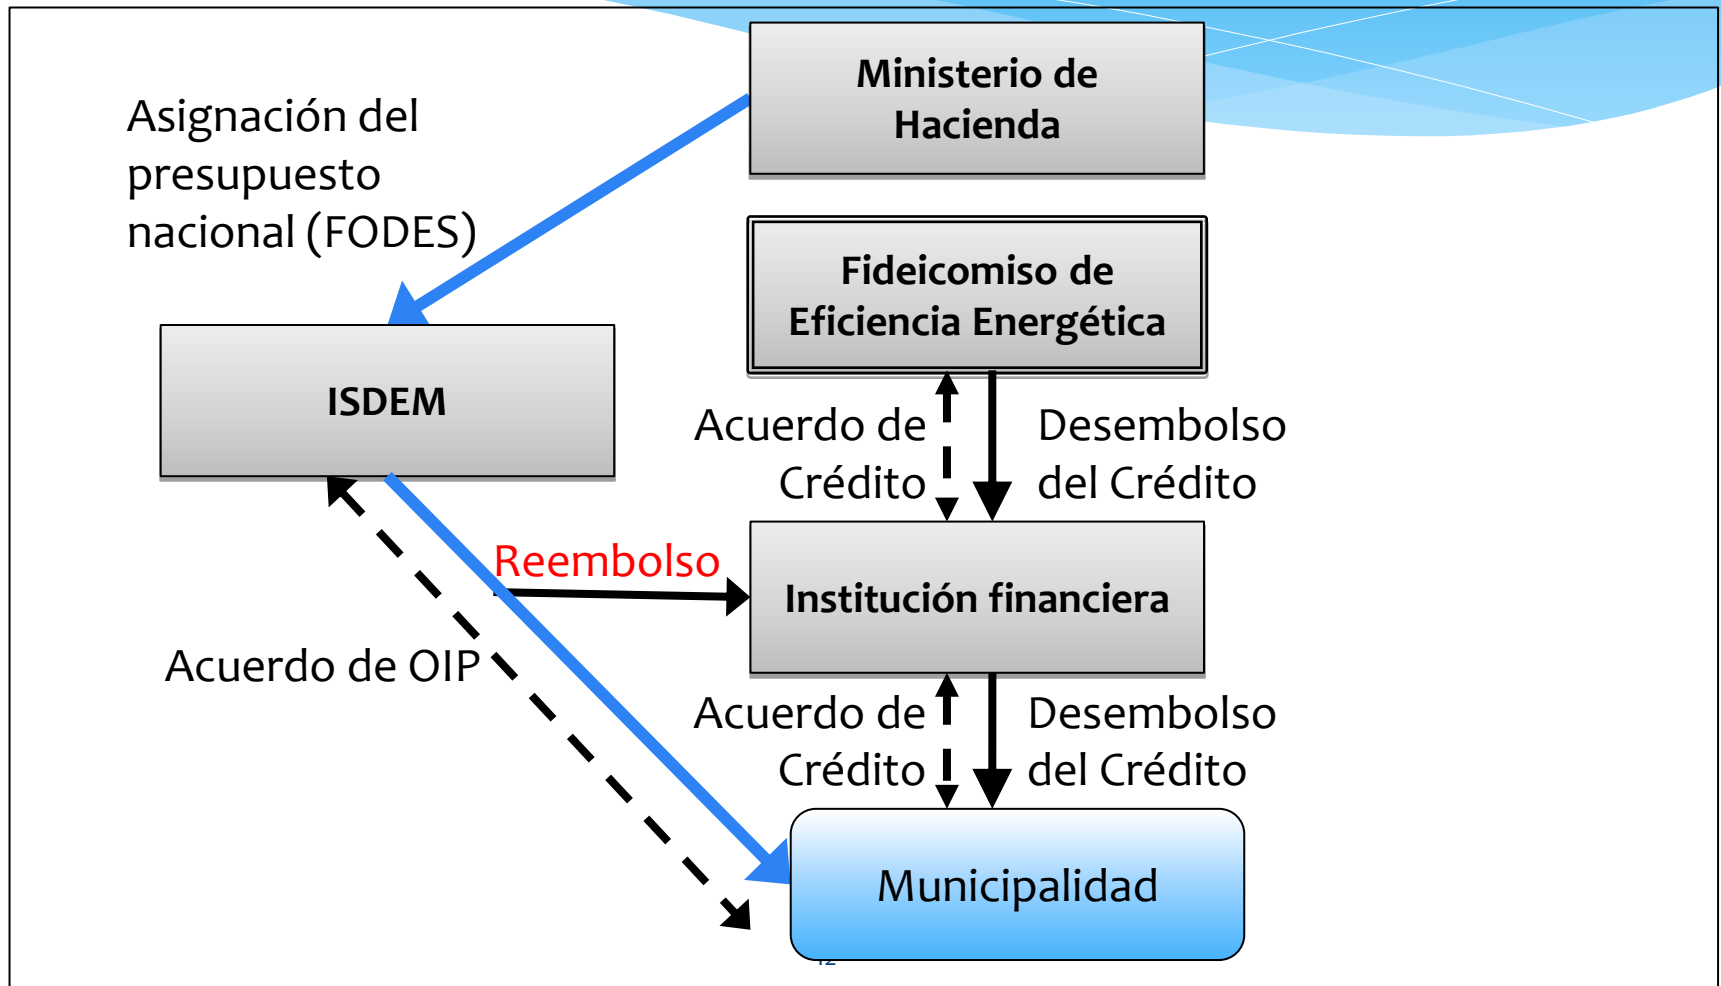 Ministerio de
Hacienda
Asignación del
presupuesto
nacional (FODES)
Fideicomiso de
Eficiencia Energética
ISDEM
Acuerdo de
Crédito
Desembolso
del Crédito
Reembolso
Institución financiera
Acuerdo de OIP
Acuerdo de
Crédito
Desembolso
del Crédito
Municipalidad